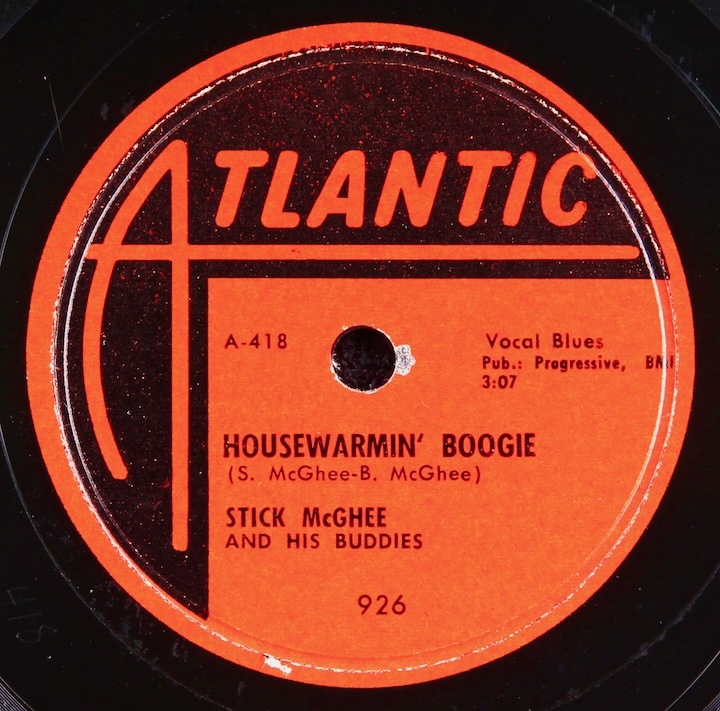 ATLANTIC
A-418
Vocal Blues
Pub.: Progressive, BMI
3:07
HOUSEWARMIN' BOOGIE
(S. McGhee-B. McGhee)
STICK McGHEE
AND HIS BUDDIES
926